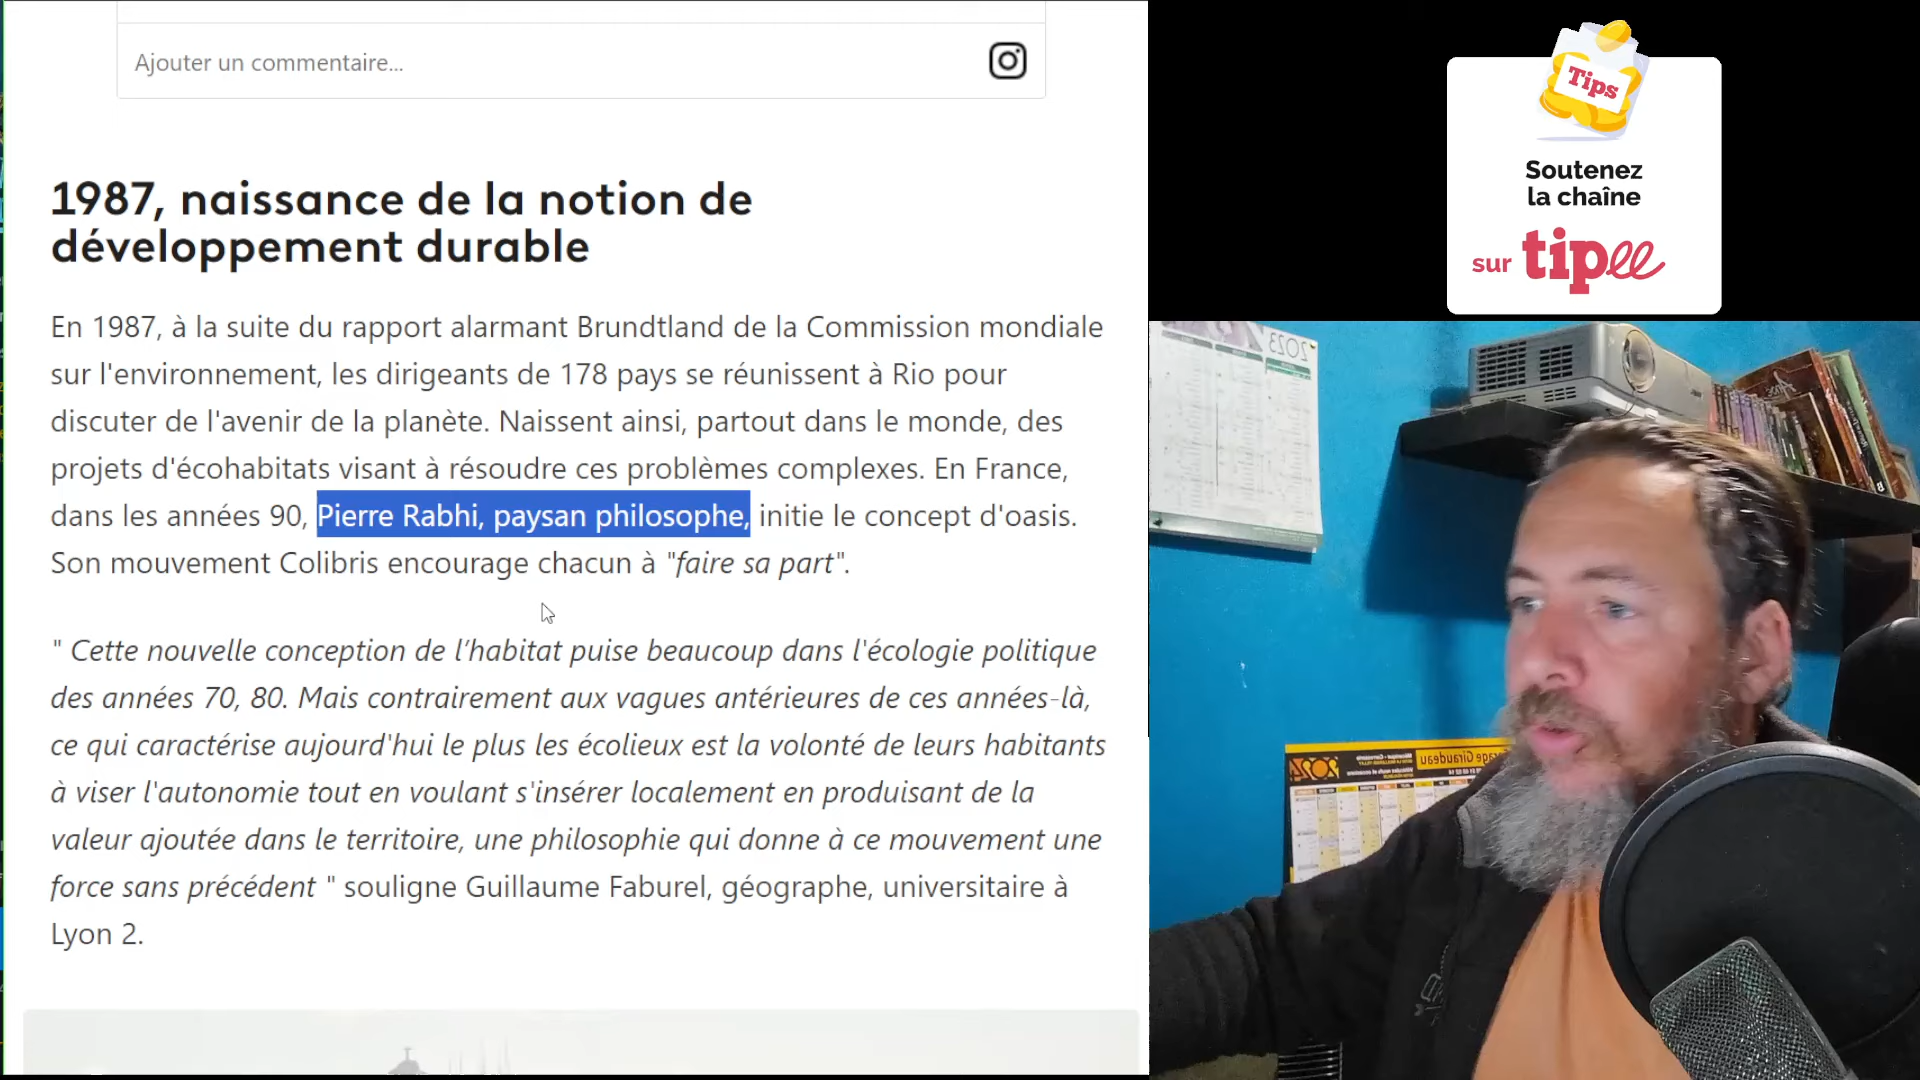 Ajouter un commentaire...
1987, naissance de la notion de
développement durable
En 1987, à la suite du rapport alarmant Brundtland de la Commission mondiale
sur l'environnement, les dirigeants de 178 pays se réunissent à Rio pour
discuter de l'avenir de la planète. Naissent ainsi, partout dans le monde, des
projets d'écohabitats visant à résoudre ces problèmes complexes. En France,
dans les années 90, Pierre Rabhi, paysan philosophe, initie le concept d'oasis.
Son mouvement Colibris encourage chacun à "faire sa part".
" Cette nouvelle conception de l’habitat puise beaucoup dans l'écologie politique
des années 70, 80. Mais contrairement aux vagues antérieures de ces années-là,
ce qui caractérise aujourd'hui le plus les écolieux est la volonté de leurs habitants
à viser l'autonomie tout en voulant s'insérer localement en produisant de la
valeur ajoutée dans le territoire, une philosophie qui donne à ce mouvement une
force sans précédent " souligne Guillaume Faburel, géographe, universitaire à
Lyon 2.
Tips
Soutenez
la chaîne
sur tipeee
2023
Garage Giraudeau